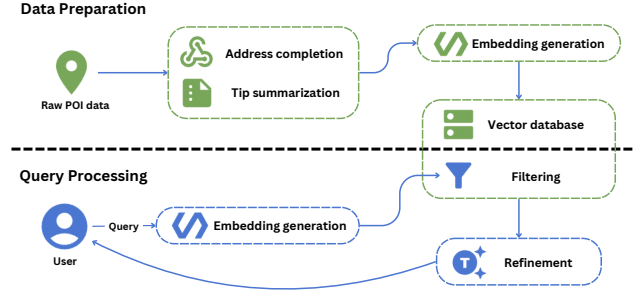 Data Preparation
Address completion
Embedding generation
Tip summarization
Raw POI data
Vector database
Query Processing
Filtering
Query
Embedding generation
User
T
Refinement